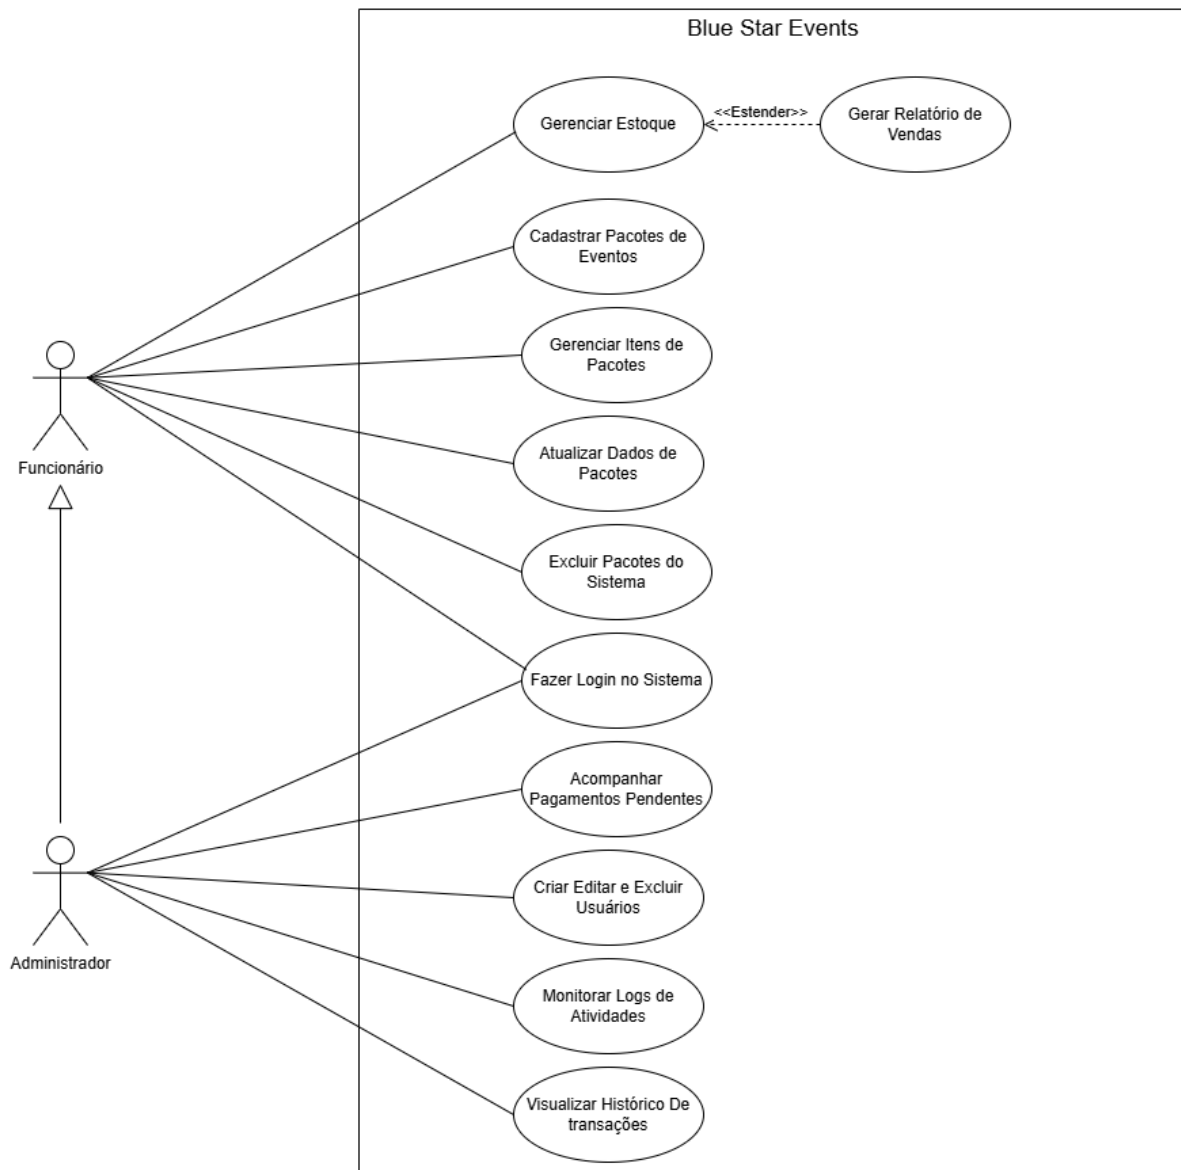 Blue Star Events
Gerenciar Estoque
<<Estender>>
Gerar Relatório de
Vendas
Cadastrar Pacotes de
Eventos
Gerenciar Itens de
Pacotes
Funcionário
Atualizar Dados de
Pacotes
Excluir Pacotes do
Sistema
Fazer Login no Sistema
Acompanhar
Pagamentos Pendentes
Criar Editar e Excluir
Usuários
Administrador
Monitorar Logs de
Atividades
Visualizar Histórico De
transações